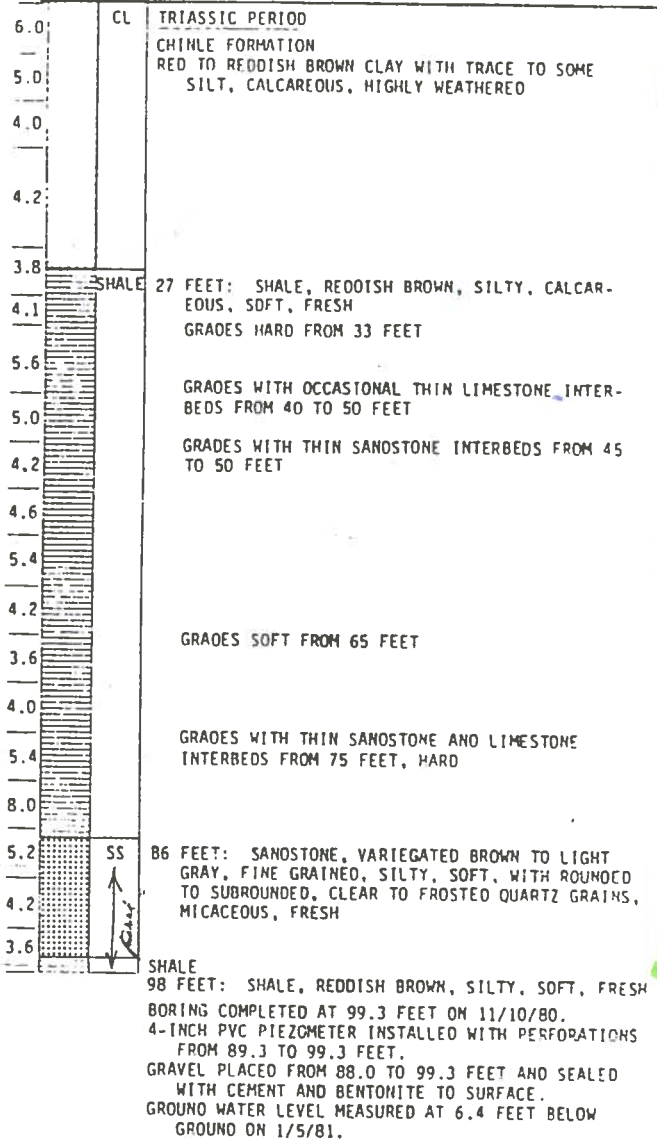 6.0 CL TRIASSIC PERIOD
CHINLE FORMATION
RED TO REDDISH BROWN CLAY WITH TRACE TO SOME
5.0 SILT, CALCAREOUS, HIGHLY WEATHERED
4.0
4.2
3.8
SHALE 27 FEET: SHALE, REDDISH BROWN, SILTY, CALCAR-
4.1 EOUS, SOFT, FRESH
GRADES HARD FROM 33 FEET
5.6
GRADES WITH OCCASIONAL THIN LIMESTONE INTER-
5.0 BEDS FROM 40 TO 50 FEET
GRADES WITH THIN SANDSTONE INTERBEDS FROM 45
4.2 TO 50 FEET
4.6
5.4
4.2
GRADES SOFT FROM 65 FEET
3.6
4.0
GRADES WITH THIN SANDSTONE AND LIMESTONE
5.4 INTERBEDS FROM 75 FEET, HARD
8.0
5.2 SS 86 FEET: SANDSTONE, VARIEGATED BROWN TO LIGHT
GRAY, FINE GRAINED, SILTY, SOFT, WITH ROUNDED
4.2 TO SUBROUNDED, CLEAR TO FROSTED QUARTZ GRAINS,
MICACEOUS, FRESH
3.6
SHALE
98 FEET: SHALE, REDDISH BROWN, SILTY, SOFT, FRESH
BORING COMPLETED AT 99.3 FEET ON 11/10/80.
4-INCH PVC PIEZOMETER INSTALLED WITH PERFORATIONS
FROM 89.3 TO 99.3 FEET.
GRAVEL PLACED FROM 88.0 TO 99.3 FEET AND SEALED
WITH CEMENT AND BENTONITE TO SURFACE.
GROUND WATER LEVEL MEASURED AT 6.4 FEET BELOW
GROUND ON 1/5/81.